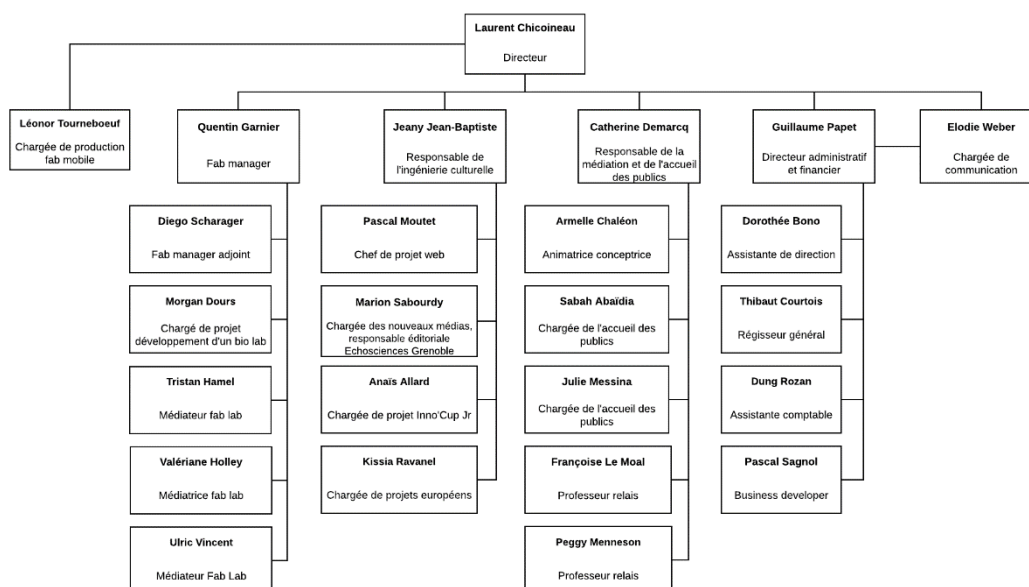 Laurent Chicoineau
Directeur
Léonor Tourneboeuf
Chargée de production
fab mobile
Quentin Garnier
Fab manager
Jeany Jean-Baptiste
Responsable de
l'ingénierie culturelle
Catherine Demarcq
Responsable de la
médiation et de l'accueil
des publics
Guillaume Papet
Directeur administratif
et financier
Elodie Weber
Chargée de
communication
Diego Scharager
Fab manager adjoint
Morgan Dours
Chargé de projet
développement d'un bio lab
Tristan Hamel
Médiateur fab lab
Valériane Holley
Médiatrice fab lab
Ulric Vincent
Médiateur Fab Lab
Pascal Moutet
Chef de projet web
Marion Sabourdy
Chargée des nouveaux médias,
responsable éditoriale
Echosciences Grenoble
Anaïs Allard
Chargée de projet Inno'Cup Jr
Kissia Ravanel
Chargée de projets européens
Armelle Chaléon
Animatrice conceptrice
Sabah Abaïdia
Chargée de l'accueil des
publics
Julie Messina
Chargée de l'accueil des
publics
Françoise Le Moal
Professeur relais
Peggy Menneson
Professeur relais
Dorothée Bono
Assistante de direction
Thibaut Courtois
Régisseur général
Dung Rozan
Assistante comptable
Pascal Sagnol
Business developer